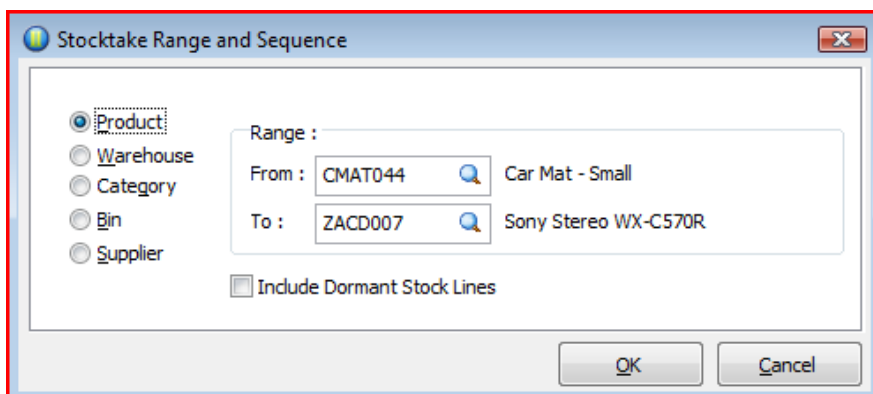 Stocktake Range and Sequence
Product
Warehouse
Category
Bin
Supplier
Range :
From : CMAT044 Car Mat - Small
To : ZACD007 Sony Stereo WX-C570R
Include Dormant Stock Lines
OK Cancel